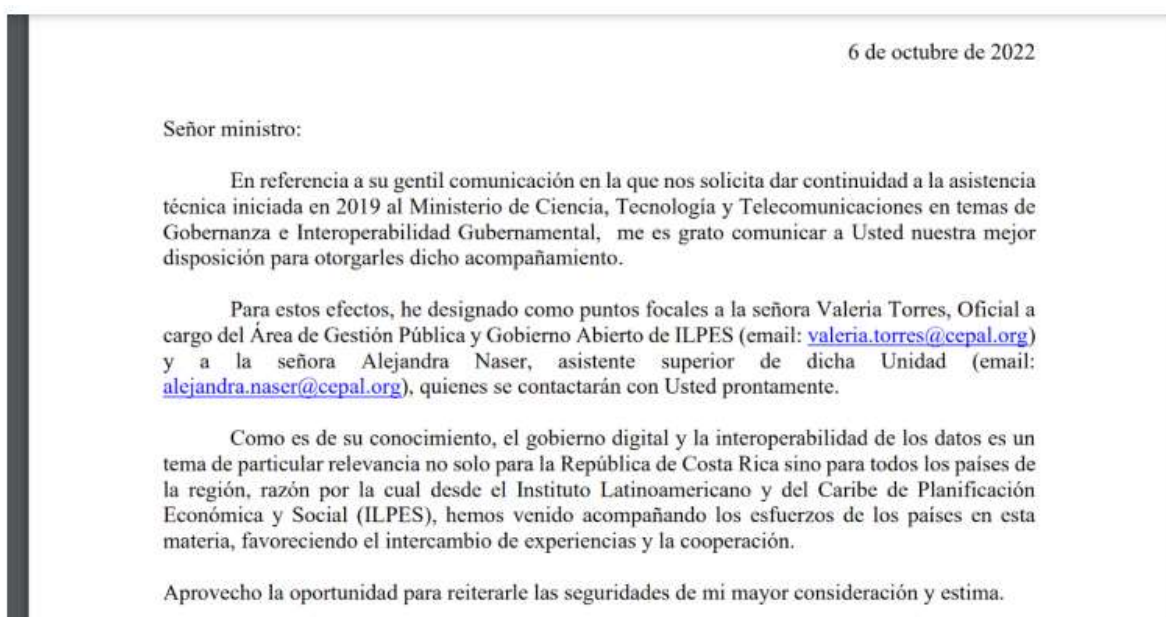 6 de octubre de 2022
Señor ministro:
En referencia a su gentil comunicación en la que nos solicita dar continuidad a la asistencia
técnica iniciada en 2019 al Ministerio de Ciencia, Tecnología y Telecomunicaciones en temas de
Gobernanza e Interoperabilidad Gubernamental, me es grato comunicar a Usted nuestra mejor
disposición para otorgarles dicho acompañamiento.
Para estos efectos, he designado como puntos focales a la señora Valeria Torres, Oficial a
cargo del Área de Gestión Pública y Gobierno Abierto de ILPES (email: valeria.torres@cepal.org)
y a la señora Alejandra Naser, asistente superior de dicha Unidad (email:
alejandra.naser@cepal.org), quienes se contactarán con Usted prontamente.
Como es de su conocimiento, el gobierno digital y la interoperabilidad de los datos es un
tema de particular relevancia no solo para la República de Costa Rica sino para todos los países de
la región, razón por la cual desde el Instituto Latinoamericano y del Caribe de Planificación
Económica y Social (ILPES), hemos venido acompañando los esfuerzos de los países en esta
materia, favoreciendo el intercambio de experiencias y la cooperación.
Aprovecho la oportunidad para reiterarle las seguridades de mi mayor consideración y estima.